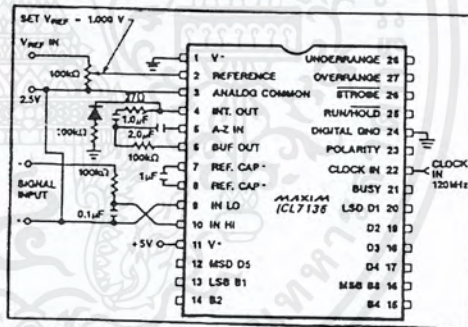 SET VREF = 1.000 V
VREF IN
100kΩ
2.5V
27Ω
100kΩ
1.0µF
2.0µF
100kΩ
100kΩ
SIGNAL
INPUT
0.1µF
1µF
+5V
1 V-
2 REFERENCE
3 ANALOG COMMON
4 INT. OUT
5 A-Z IN
6 BUF OUT
7 REF. CAP-
8 REF. CAP-
9 IN LO
10 IN HI
11 V+
12 MSD D5
13 LSB B1
14 B2
MAXIM
ICL7135
UNDERRANGE 28
OVERRANGE 27
STROBE 26
RUN/HOLD 25
DIGITAL GND 24
POLARITY 23
CLOCK IN 22
BUSY 21
LSD D1 20
D2 19
D3 18
D4 17
MSB B8 16
B4 15
CLOCK
IN
120kHz